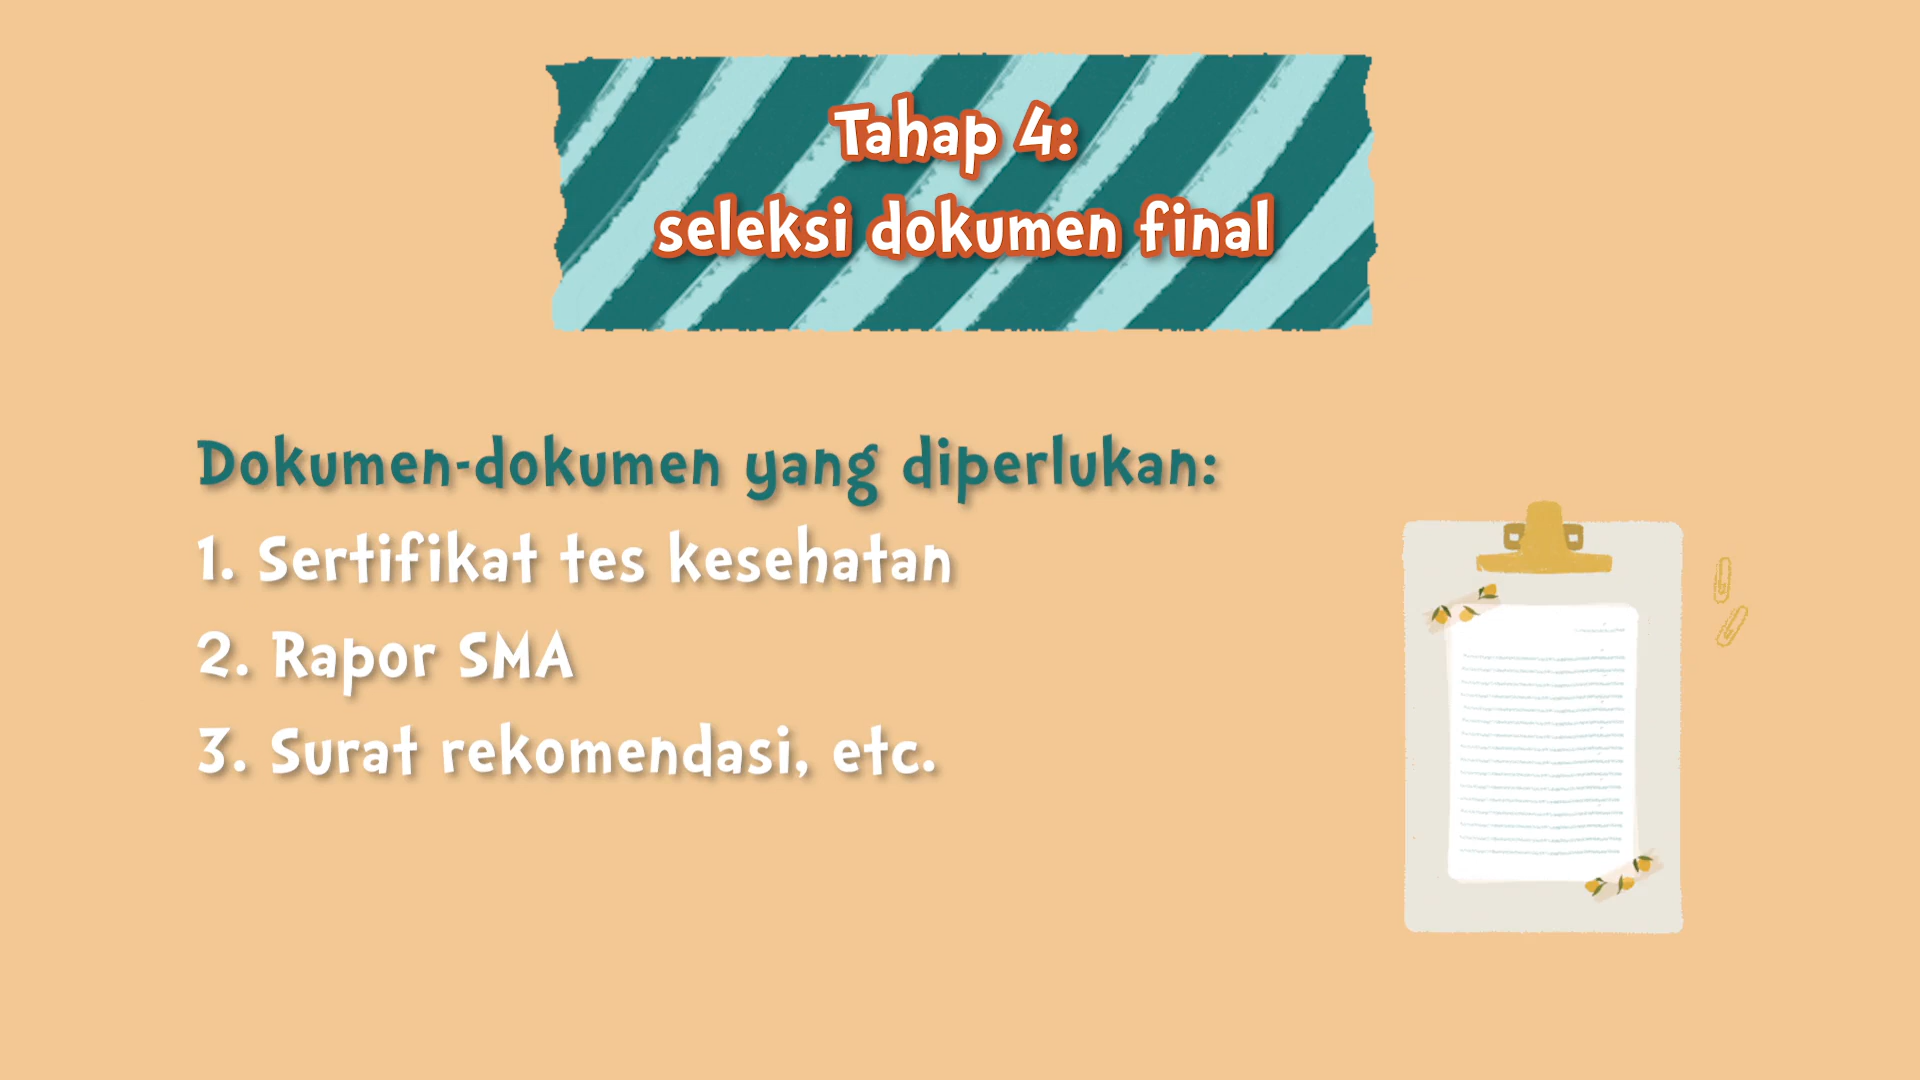 Tahap 4:
seleksi dokumen final
Dokumen-dokumen yang diperlukan:
1. Sertifikat tes kesehatan
2. Rapor SMA
3. Surat rekomendasi, etc.